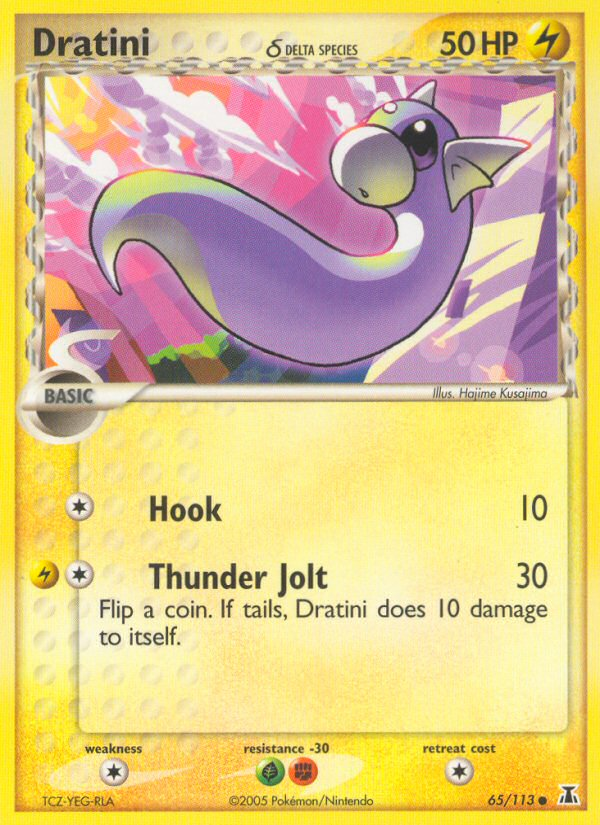 Dratini δ DELTA SPECIES 50 HP
BASIC
Illus. Hajime Kusajima
Hook 10
Thunder Jolt 30
Flip a coin. If tails, Dratini does 10 damage
to itself.
weakness resistance -30 retreat cost
TCZ-YEG-RLA ©2005 Pokémon/Nintendo 65/113